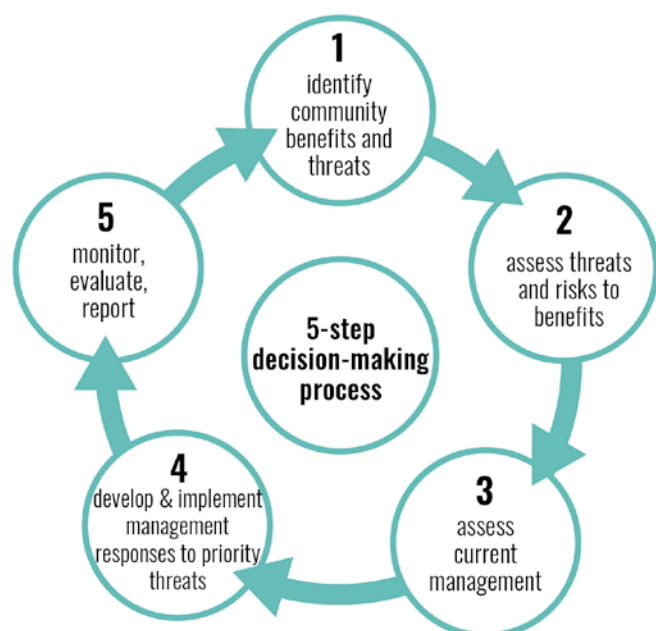 1
identify
community
benefits and
threats
2
assess threats
and risks to
benefits
3
assess
current
management
4
develop & implement
management
responses to priority
threats
5
monitor,
evaluate,
report
5-step
decision-making
process